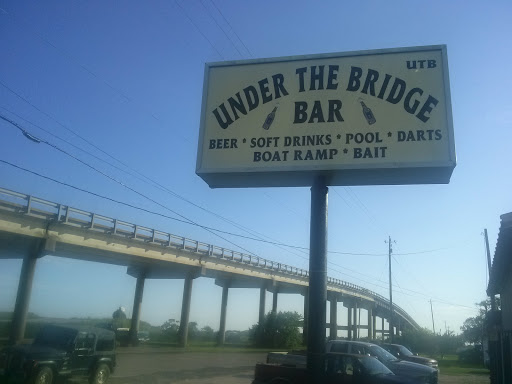 UTB
UNDER THE BRIDGE
BAR
BEER * SOFT DRINKS * POOL * DARTS
BOAT RAMP * BAIT